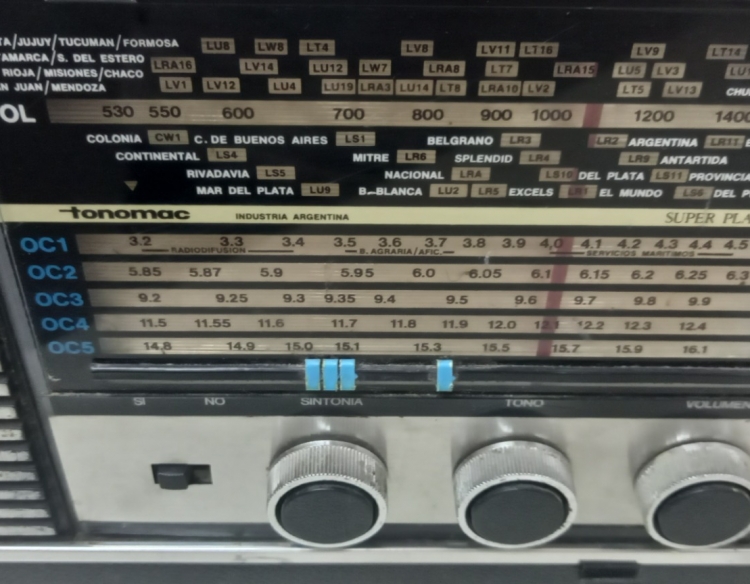 TA/JUJUY/TUCUMAN/FORMOSA LU8 LW8 LT4 LV8 LV11 LT16 LV9 LT14
TAMARCA/S. DEL ESTERO LRA16 LV14 LU12 LW7 LRA8 LT7 LRA15 LU5 LV3
RIOJA/MISIONES/CHACO
N JUAN/MENDOZA LV1 LV12 LU4 LU19 LRA3 LU14 LT8 LRA10 LV2 LT5 LV13 CHU
OL 530 550 600 700 800 900 1000 1200 1400
COLONIA CW1 C. DE BUENOS AIRES LS1 BELGRANO LR3 LR2 ARGENTINA LR11
CONTINENTAL LS4 MITRE LR6 SPLENDID LR4 LR9 ANTARTIDA
RIVADAVIA LS5 NACIONAL LRA LS10 DEL PLATA LS11 PROVINCIA
MAR DEL PLATA LU9 B.BLANCA LU2 LR5 EXCELS LR1 EL MUNDO LS6 DEL P
tonomac INDUSTRIA ARGENTINA SUPER PLA
OC1 3.2 3.3 3.4 3.5 3.6 3.7 3.8 3.9 4,0 4.1 4.2 4.3 4.4 4.5
RADIODIFUSION B. AGRARIA/AFIC. SERVICIOS MARITIMOS
OC2 5.85 5.87 5.9 5.95 6.0 6.05 6.1 6.15 6.2 6.25 6.3
OC3 9.2 9.25 9.3 9.35 9.4 9.5 9.6 9.7 9.8 9.9
OC4 11.5 11.55 11.6 11.7 11.8 11.9 12.0 12.1 12.2 12.3 12.4
OC5 14.8 14.9 15.0 15.1 15.3 15.5 15.7 15.9 16.1
SI NO SINTONIA TONO VOLUMEN